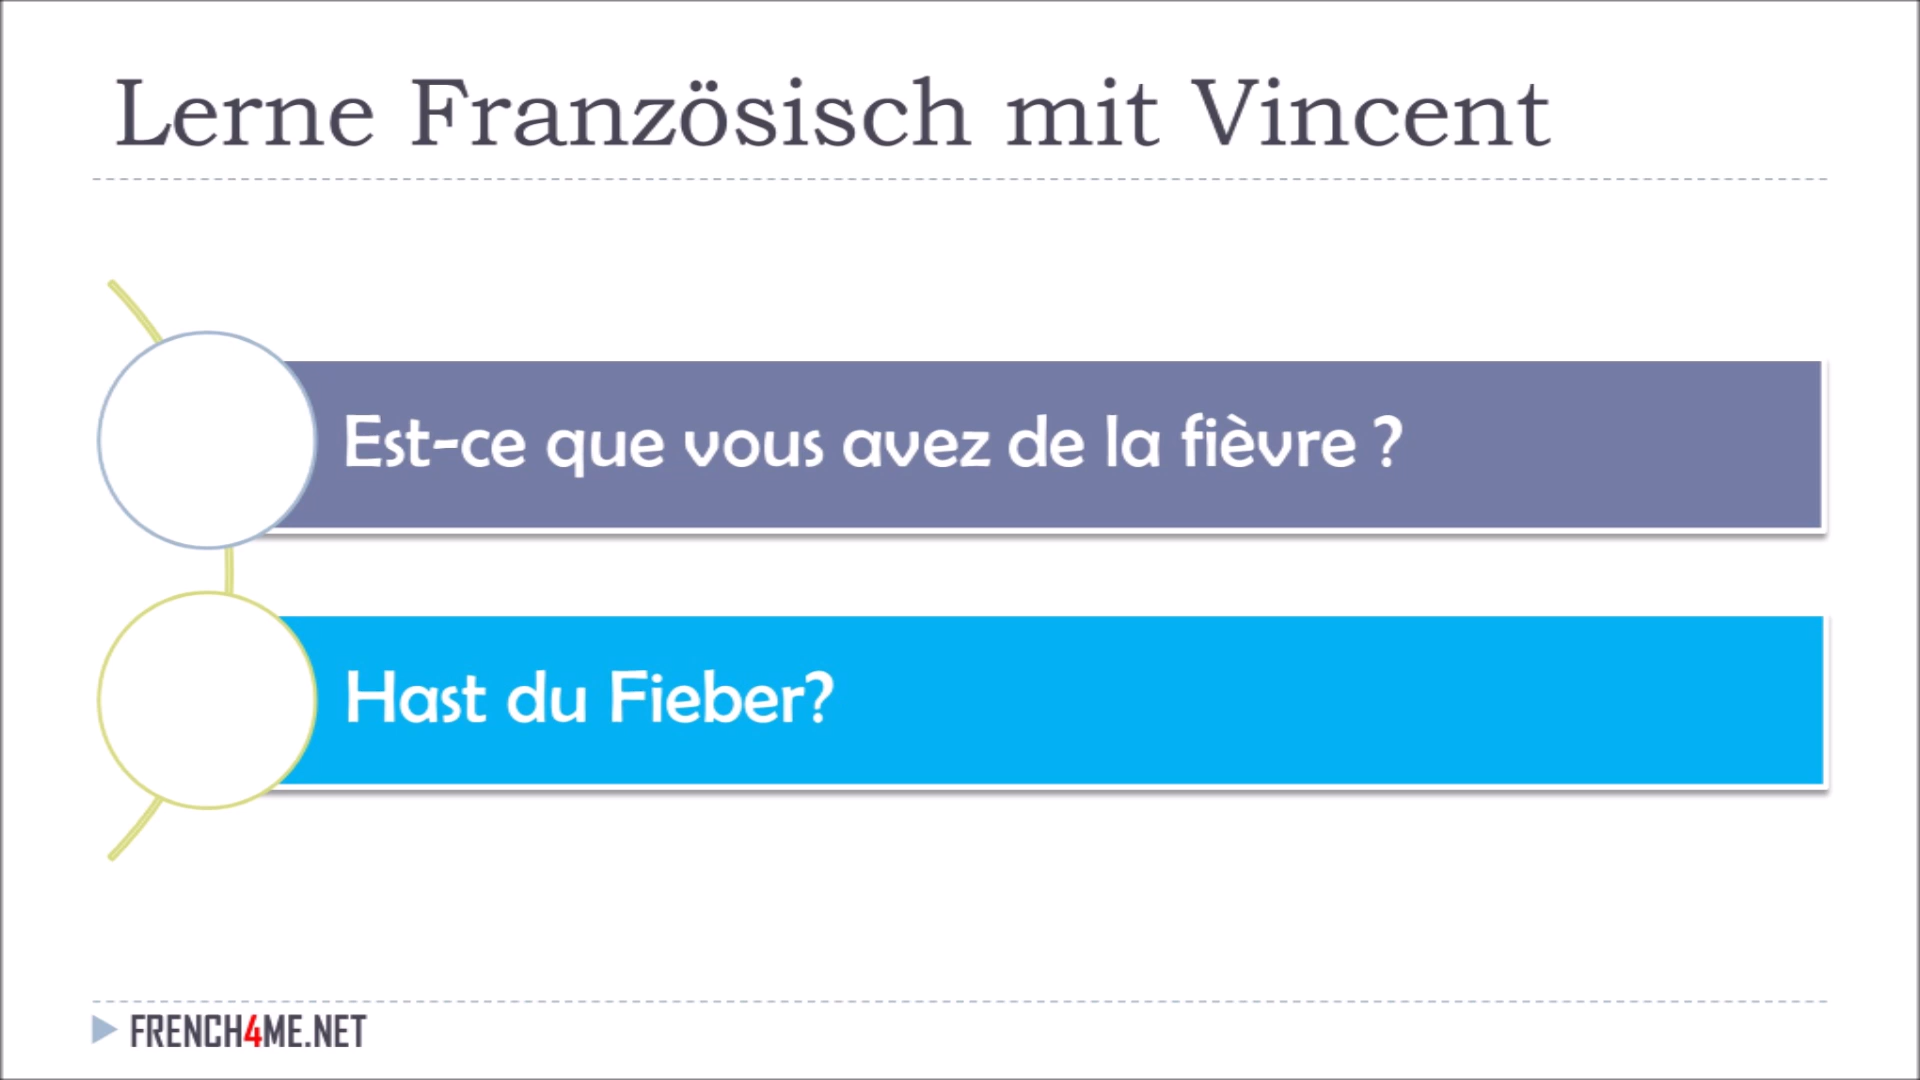 Lerne Französisch mit Vincent
Est-ce que vous avez de la fièvre ?
Hast du Fieber?
FRENCH4ME.NET